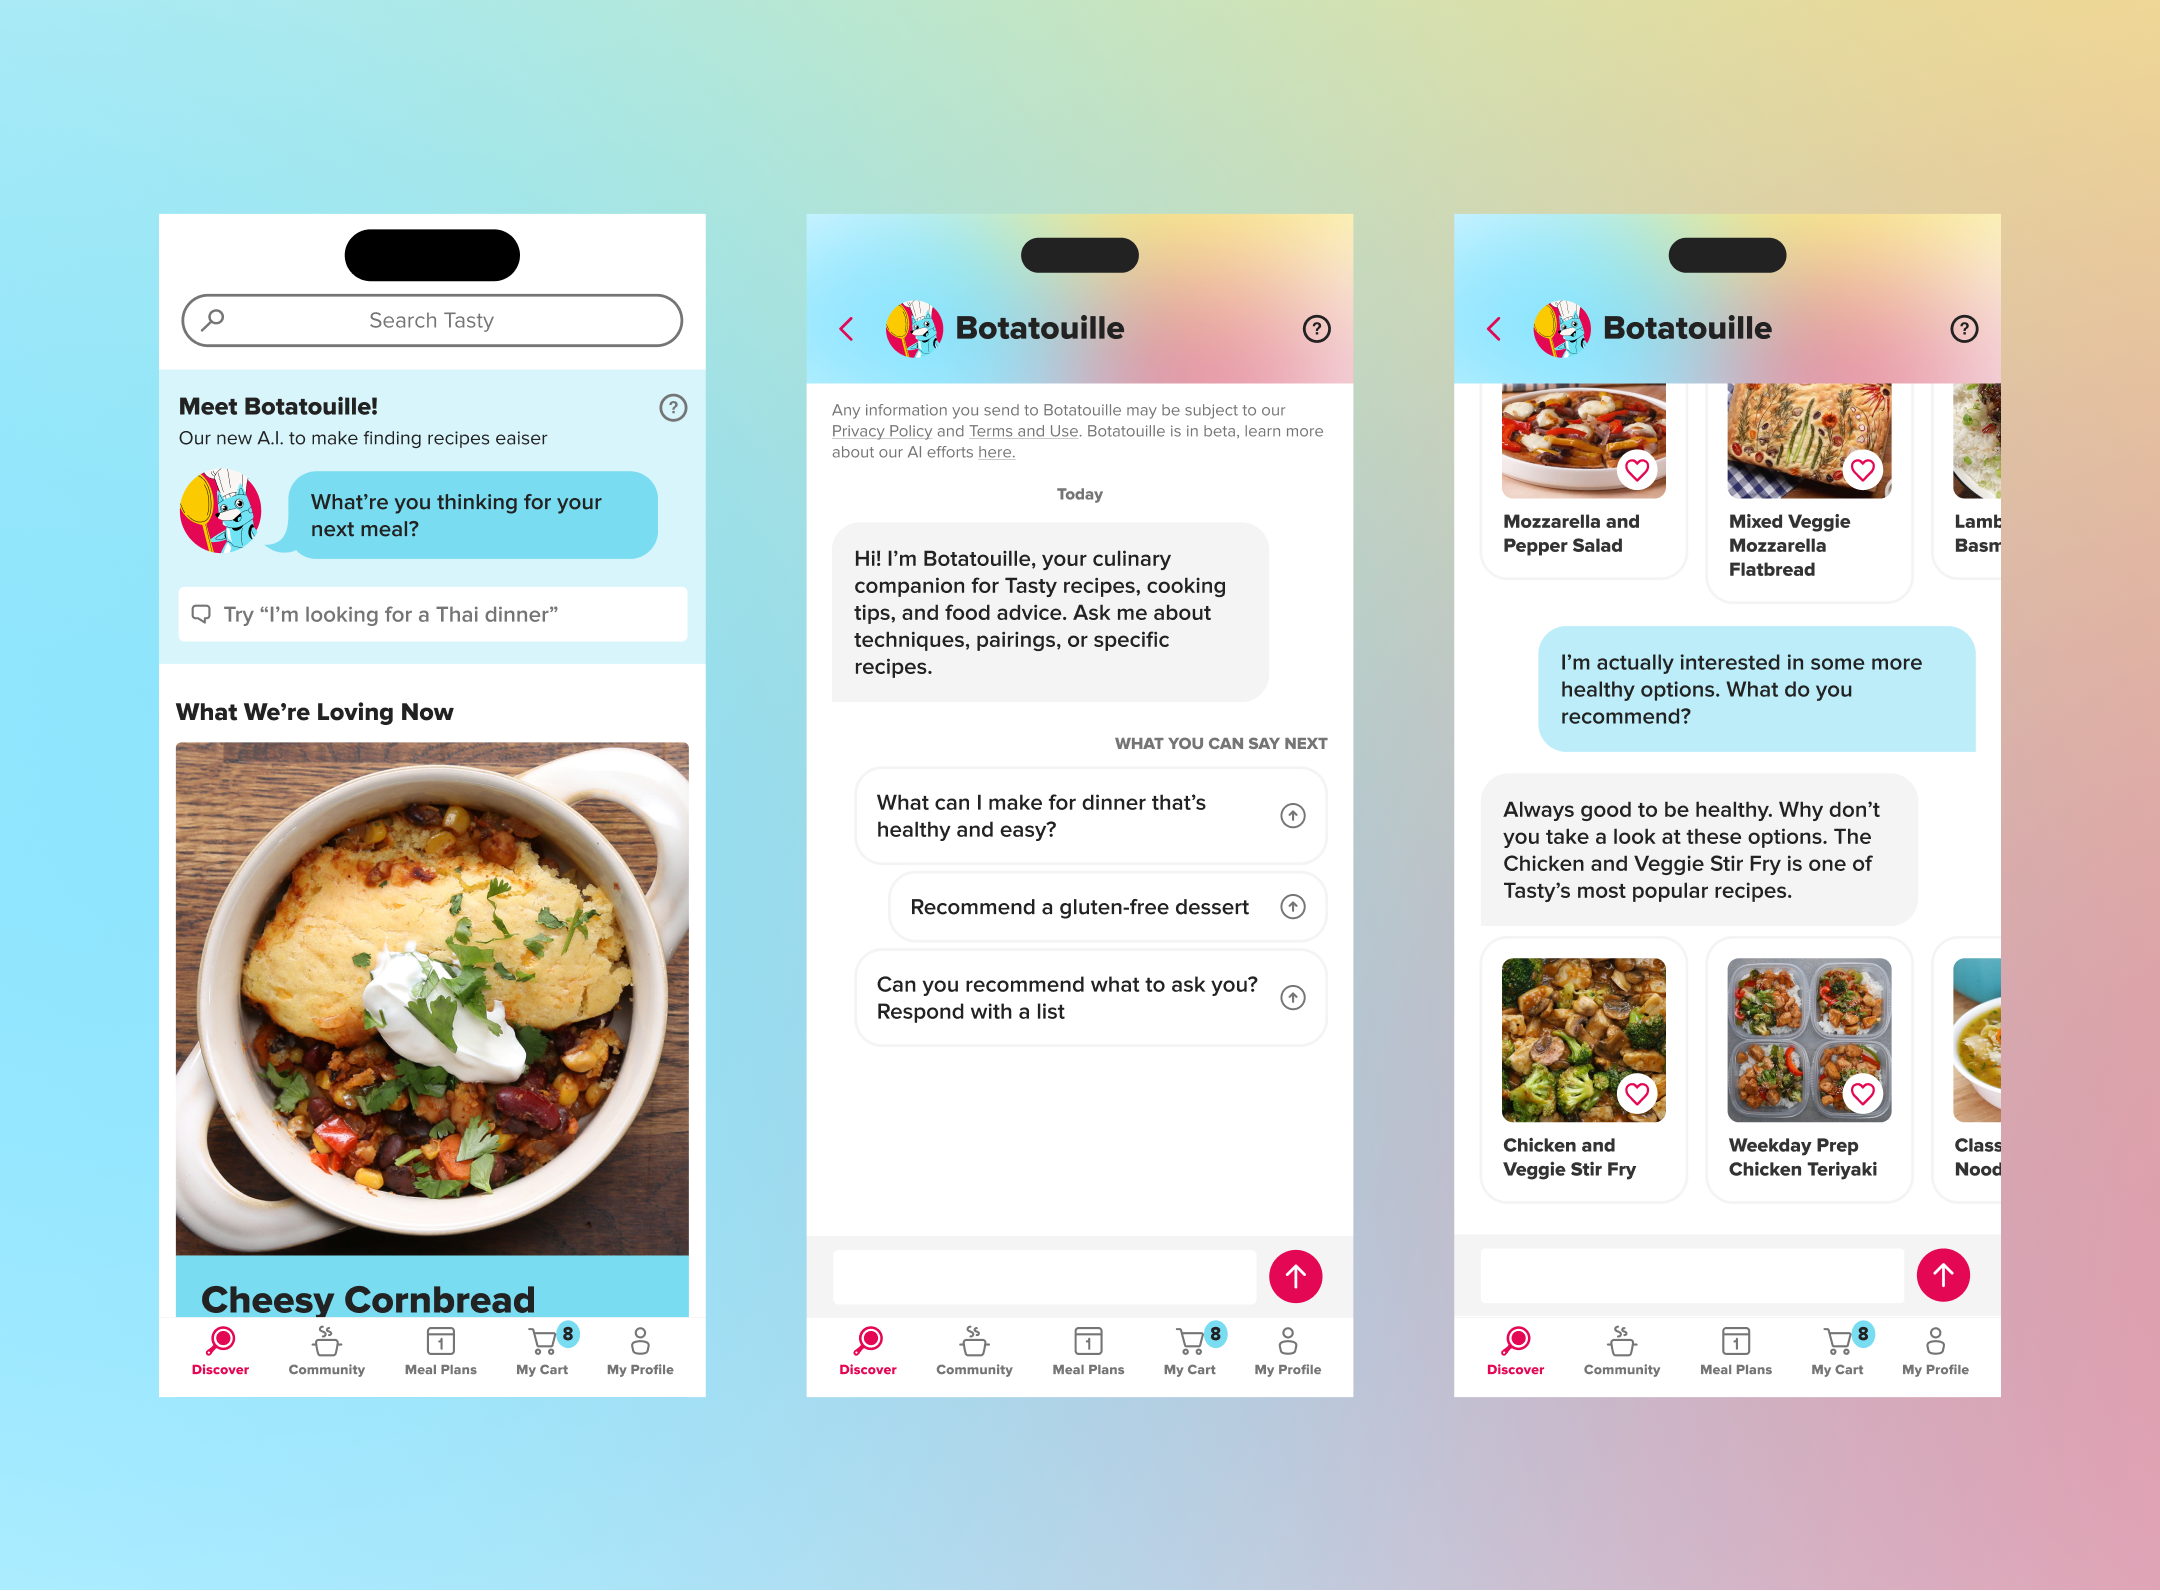 Search Tasty
Meet Botatouille!
?
Our new A.I. to make finding recipes eaiser
What're you thinking for your
next meal?
Try “I'm looking for a Thai dinner”
What We're Loving Now
Cheesy Cornbread
8
1
Discover
Community
Meal Plans
My Cart
My Profile
Botatouille
?
Any information you send to Botatouille may be subject to our
Privacy Policy and Terms and Use. Botatouille is in beta, learn more
about our AI efforts here.
Today
Hi! I'm Botatouille, your culinary
companion for Tasty recipes, cooking
tips, and food advice. Ask me about
techniques, pairings, or specific
recipes.
WHAT YOU CAN SAY NEXT
What can I make for dinner that's
healthy and easy?
Recommend a gluten-free dessert
Can you recommend what to ask you?
Respond with a list
8
1
Discover
Community
Meal Plans
My Cart
My Profile
Botatouille
?
Mozzarella and
Pepper Salad
Mixed Veggie
Mozzarella
Flatbread
Lamb
Basm
I'm actually interested in some more
healthy options. What do you
recommend?
Always good to be healthy. Why don't
you take a look at these options. The
Chicken and Veggie Stir Fry is one of
Tasty's most popular recipes.
Chicken and
Veggie Stir Fry
Weekday Prep
Chicken Teriyaki
Class
Nood
8
1
Discover
Community
Meal Plans
My Cart
My Profile